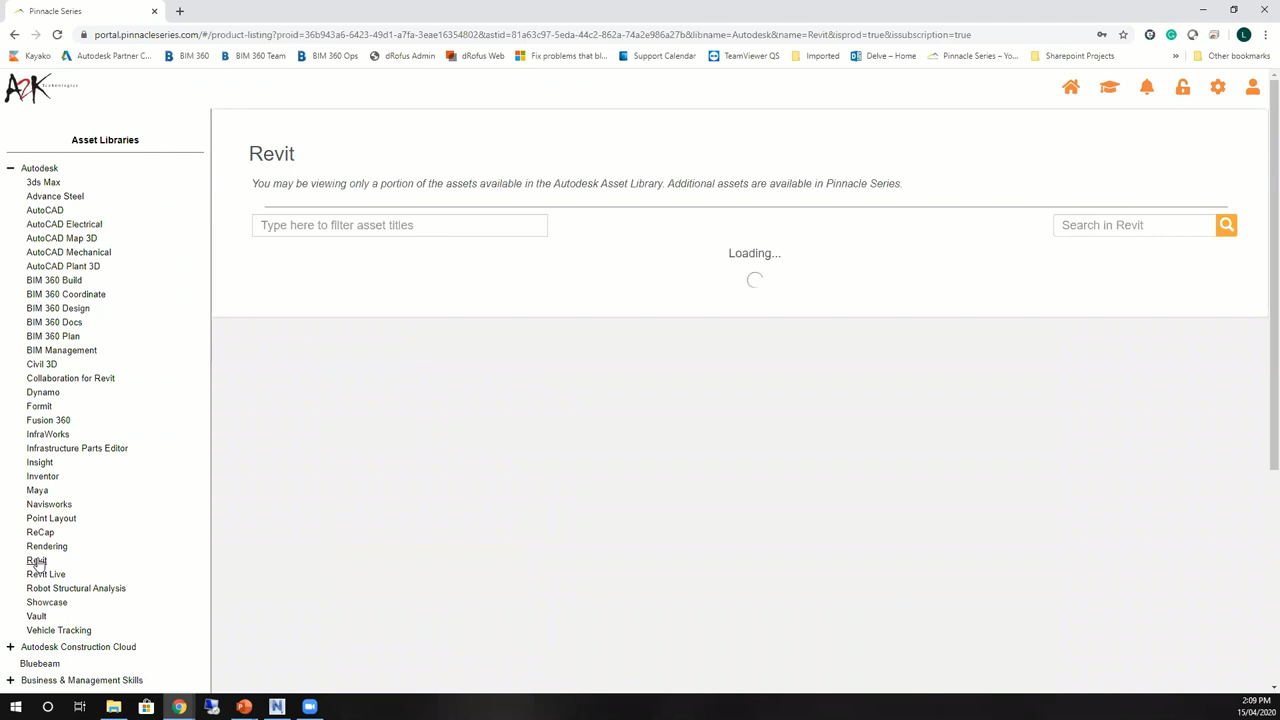 Pinnacle Series
portal.pinnacleseries.com/#/product-listing?proid=36b943a6-6423-49d1-a7fa-3eae16354802&astid=81a63c97-5eda-44c2-862a-74a2e986a27b&libname=Autodesk&name=Revit&isprod=true&issubscription=true
L
Kayako
Autodesk Partner C...
BIM 360
BIM 360 Team
BIM 360 Ops
dRofus Admin
dRofus Web
Fix problems that bl...
Support Calendar
TeamViewer QS
Imported
Delve – Home
Pinnacle Series – Yo...
Sharepoint Projects
»
Other bookmarks
A2K Technologies
Asset Libraries
Autodesk
3ds Max
Advance Steel
AutoCAD
AutoCAD Electrical
AutoCAD Map 3D
AutoCAD Mechanical
AutoCAD Plant 3D
BIM 360 Build
BIM 360 Coordinate
BIM 360 Design
BIM 360 Docs
BIM 360 Plan
BIM Management
Civil 3D
Collaboration for Revit
Dynamo
Formit
Fusion 360
InfraWorks
Infrastructure Parts Editor
Insight
Inventor
Maya
Navisworks
Point Layout
ReCap
Rendering
Revit
Revit Live
Robot Structural Analysis
Showcase
Vault
Vehicle Tracking
Autodesk Construction Cloud
Bluebeam
Business & Management Skills
Revit
You may be viewing only a portion of the assets available in the Autodesk Asset Library. Additional assets are available in Pinnacle Series.
Type here to filter asset titles
Search in Revit
Loading...
2:09 PM
15/04/2020